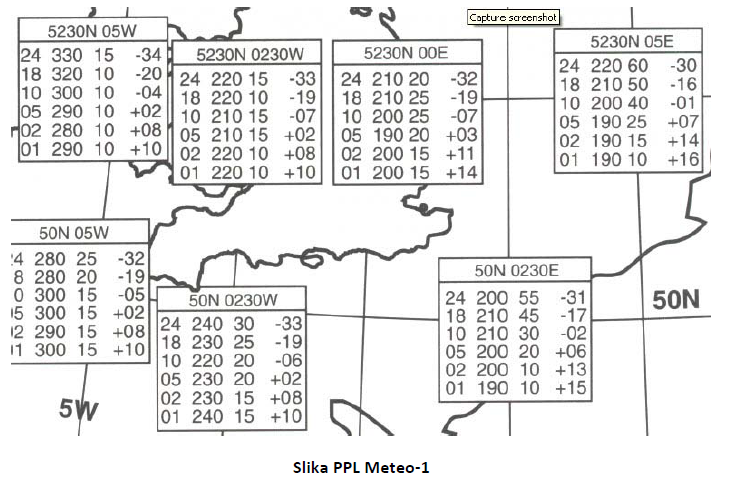 Capture screenshot
5230N 05W
24 330 15 -34
18 320 10 -20
10 300 10 -04
05 290 10 +02
02 280 10 +08
01 290 10 +10
5230N 0230W
24 220 15 -33
18 220 10 -19
10 210 15 -07
05 210 15 +02
02 220 10 +08
01 220 10 +10
5230N 00E
24 210 20 -32
18 210 25 -19
10 200 25 -07
05 190 20 +03
02 200 15 +11
01 200 15 +14
5230N 05E
24 220 60 -30
18 210 50 -16
10 200 40 -01
05 190 25 +07
02 190 15 +14
01 190 10 +16
50N 05W
4 280 25 -32
8 280 20 -19
0 300 15 -05
5 300 15 +02
2 290 15 +08
1 300 15 +10
50N 0230W
24 240 30 -33
18 230 25 -19
10 220 20 -06
05 230 20 +02
02 230 15 +08
01 240 15 +10
50N 0230E
24 200 55 -31
18 210 45 -17
10 210 30 -02
05 200 20 +06
02 200 10 +13
01 190 10 +15
50N
5W
Slika PPL Meteo-1